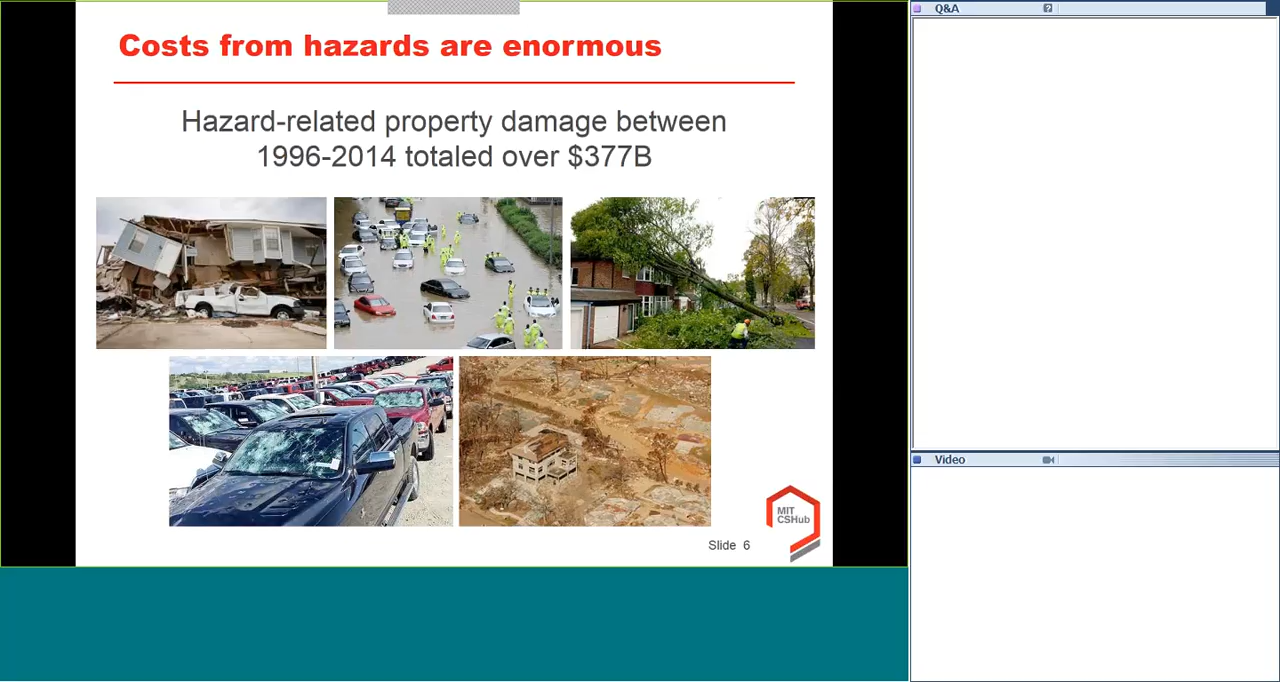 Costs from hazards are enormous
Hazard-related property damage between
1996-2014 totaled over $377B
MIT
CSHub
Slide 6
Q&A
?
Video